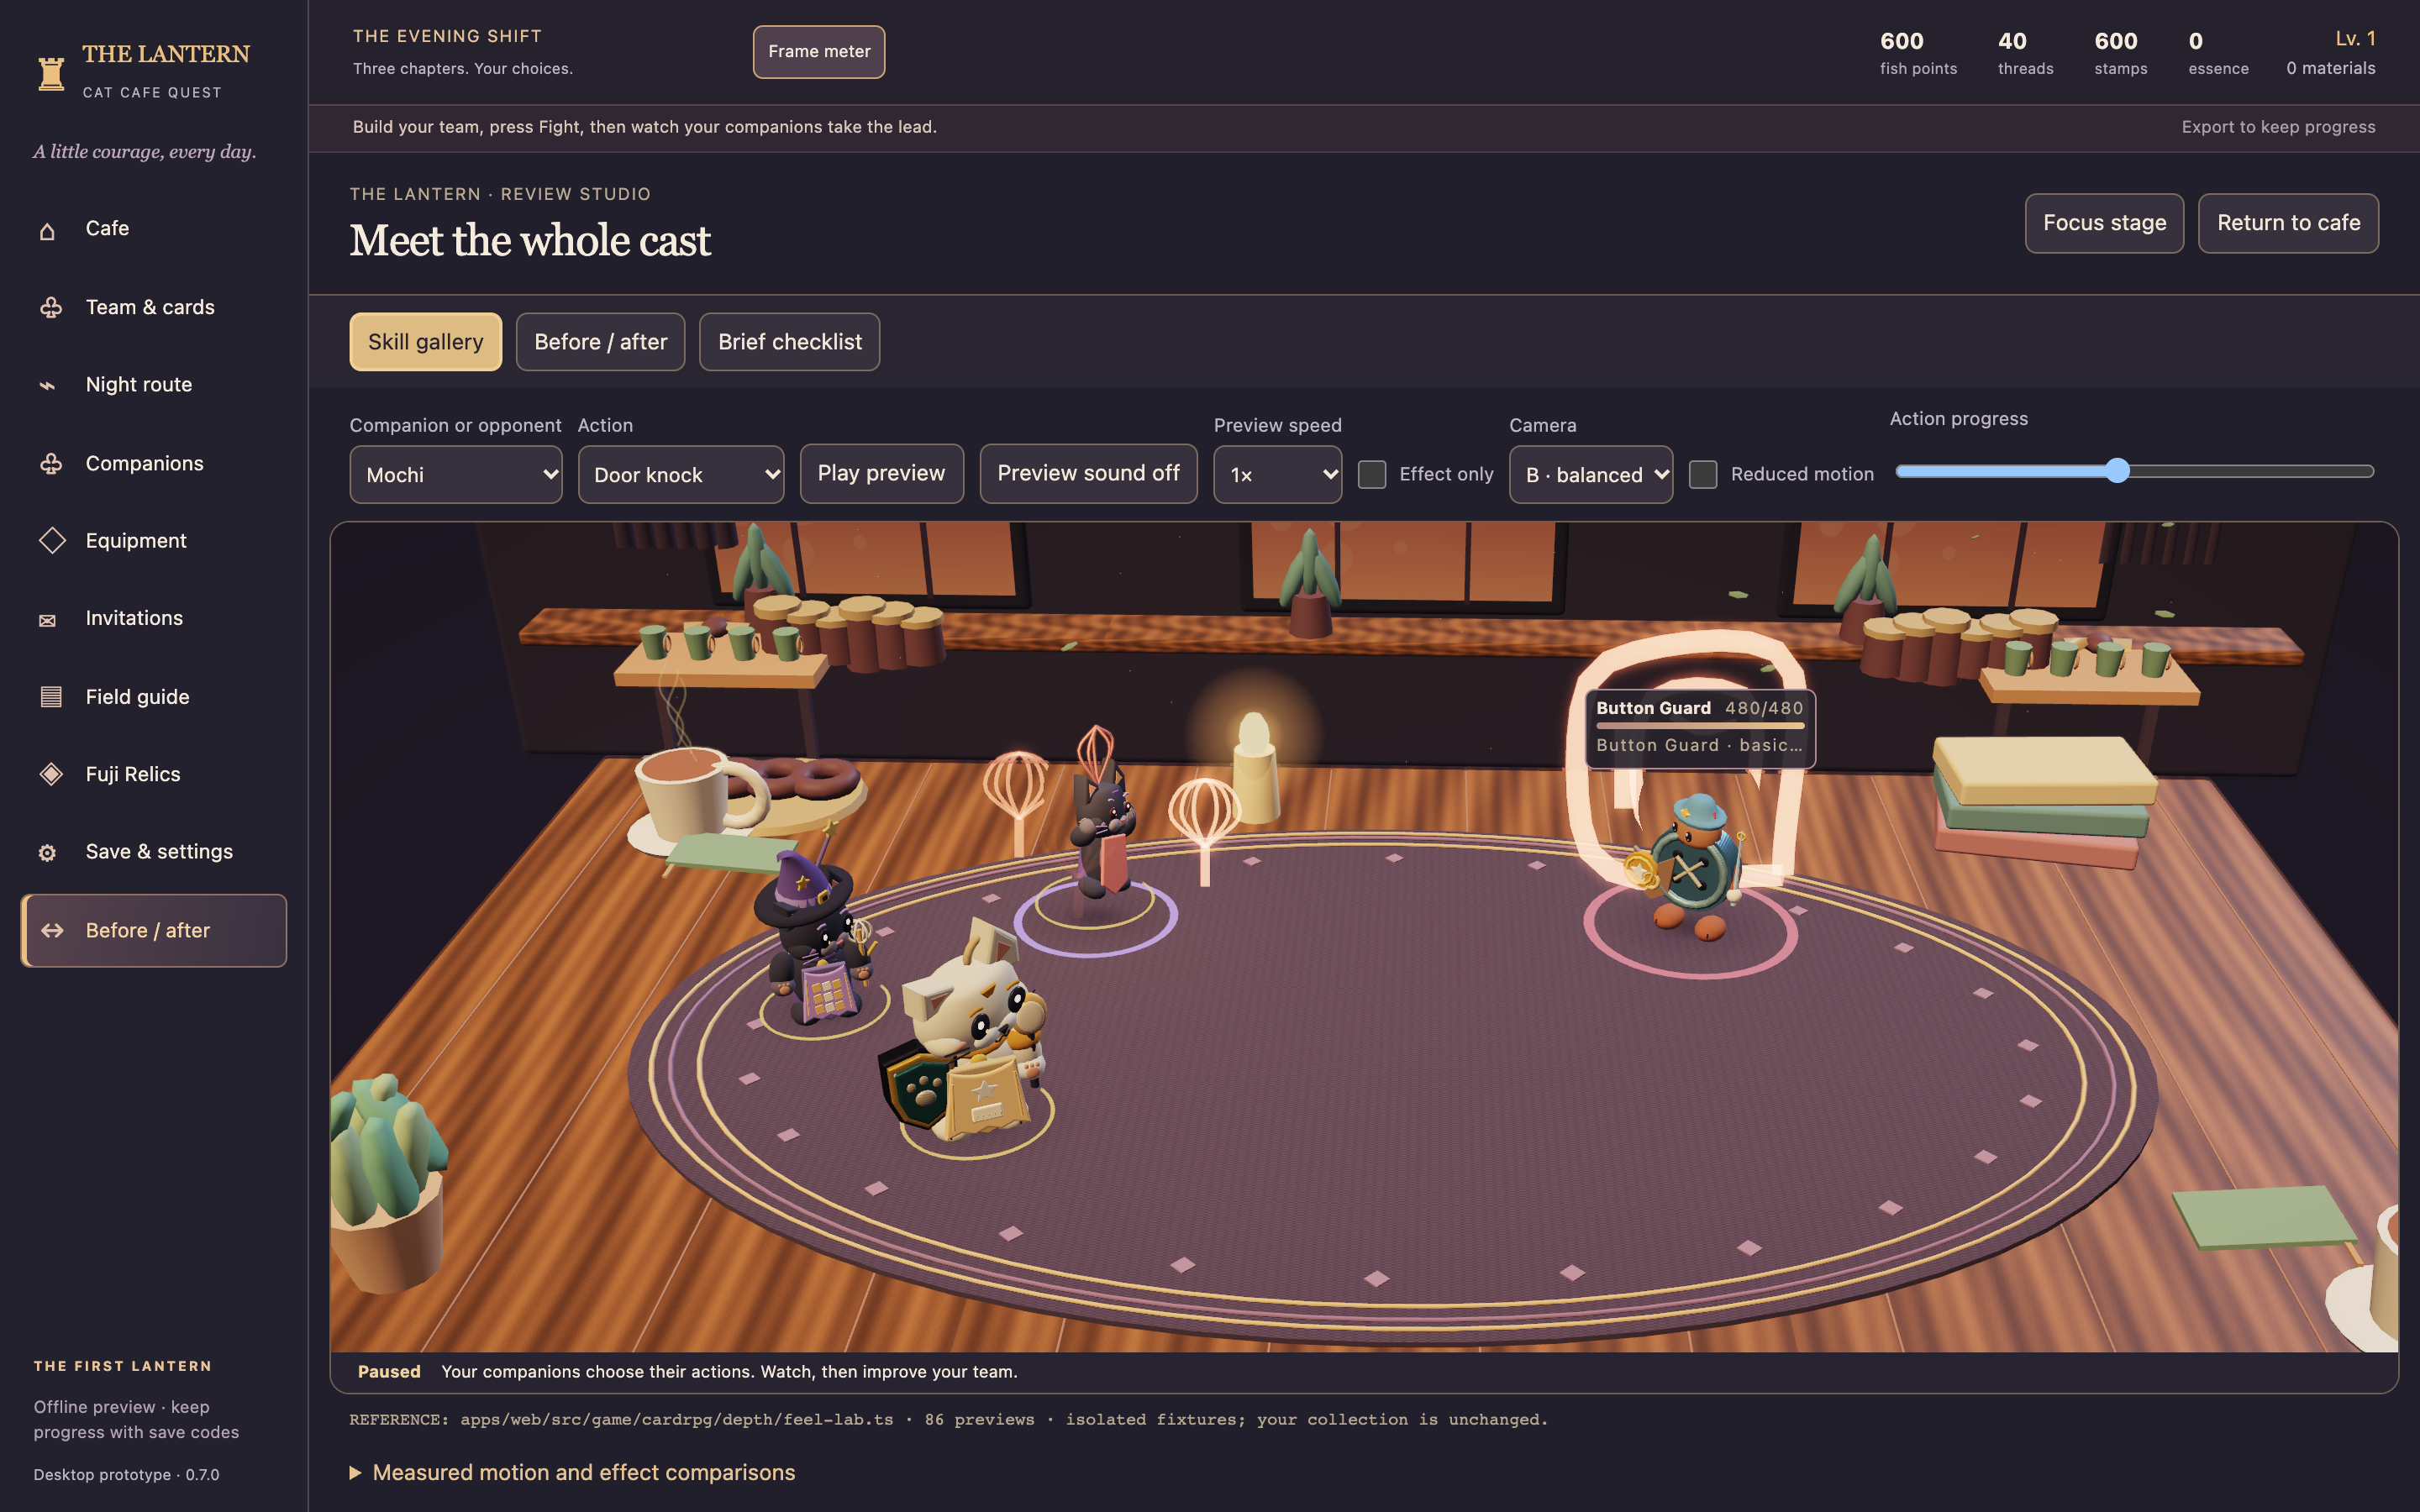 THE LANTERN
CAT CAFE QUEST
A little courage, every day.
Cafe
Team & cards
Night route
Companions
Equipment
Invitations
Field guide
Fuji Relics
Save & settings
Before / after
THE FIRST LANTERN
Offline preview · keep
progress with save codes
Desktop prototype · 0.7.0
THE EVENING SHIFT
Three chapters. Your choices.
Frame meter
600 fish points
40 threads
600 stamps
0 essence
Lv. 1
0 materials
Build your team, press Fight, then watch your companions take the lead.
Export to keep progress
THE LANTERN · REVIEW STUDIO
Meet the whole cast
Focus stage
Return to cafe
Skill gallery
Before / after
Brief checklist
Companion or opponent
Mochi
Action
Door knock
Play preview
Preview sound off
Preview speed
1×
Effect only
Camera
B · balanced
Reduced motion
Action progress
Button Guard 480/480
Button Guard · basic…
Paused Your companions choose their actions. Watch, then improve your team.
REFERENCE: apps/web/src/game/cardrpg/depth/feel-lab.ts · 86 previews · isolated fixtures; your collection is unchanged.
Measured motion and effect comparisons